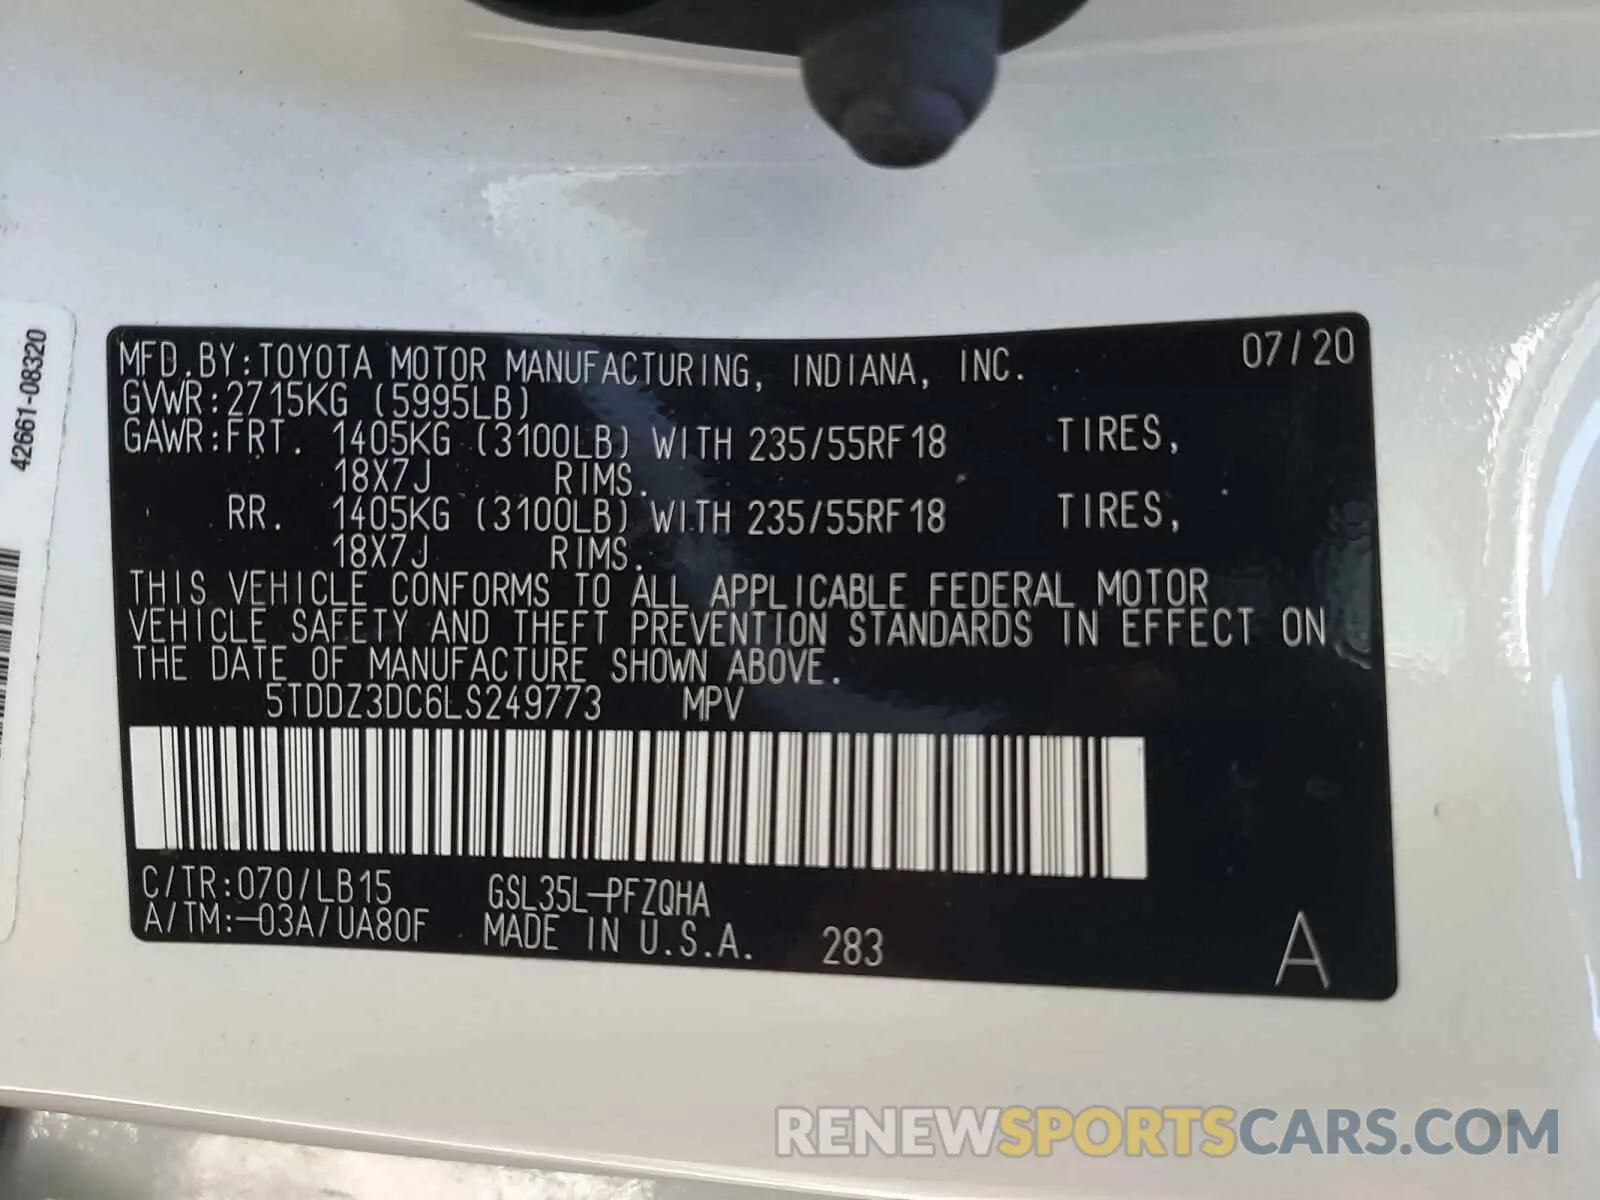 MFD.BY:TOYOTA MOTOR MANUFACTURING, INDIANA, INC. 07/20
GVWR:2715KG (5995LB)
GAWR:FRT. 1405KG (3100LB) WITH 235/55RF18 TIRES,
18X7J RIMS.
RR. 1405KG (3100LB) WITH 235/55RF18 TIRES,
18X7J RIMS.
THIS VEHICLE CONFORMS TO ALL APPLICABLE FEDERAL MOTOR
VEHICLE SAFETY AND THEFT PREVENTION STANDARDS IN EFFECT ON
THE DATE OF MANUFACTURE SHOWN ABOVE.
5TDDZ3DC6LS249773 MPV
C/TR:070/LB15 GSL35L-PFZQHA
A/TM:-03A/UA80F MADE IN U.S.A. 283 A
42661-08320
RENEWSPORTSCARS.COM